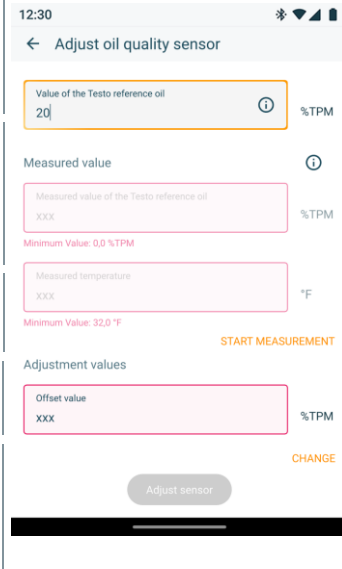 12:30
Adjust oil quality sensor
Value of the Testo reference oil
20
%TPM
Measured value
Measured value of the Testo reference oil
xxx
%TPM
Minimum Value: 0,0 %TPM
Measured temperature
xxx
°F
Minimum Value: 32,0 °F
START MEASUREMENT
Adjustment values
Offset value
xxx
%TPM
CHANGE
Adjust sensor